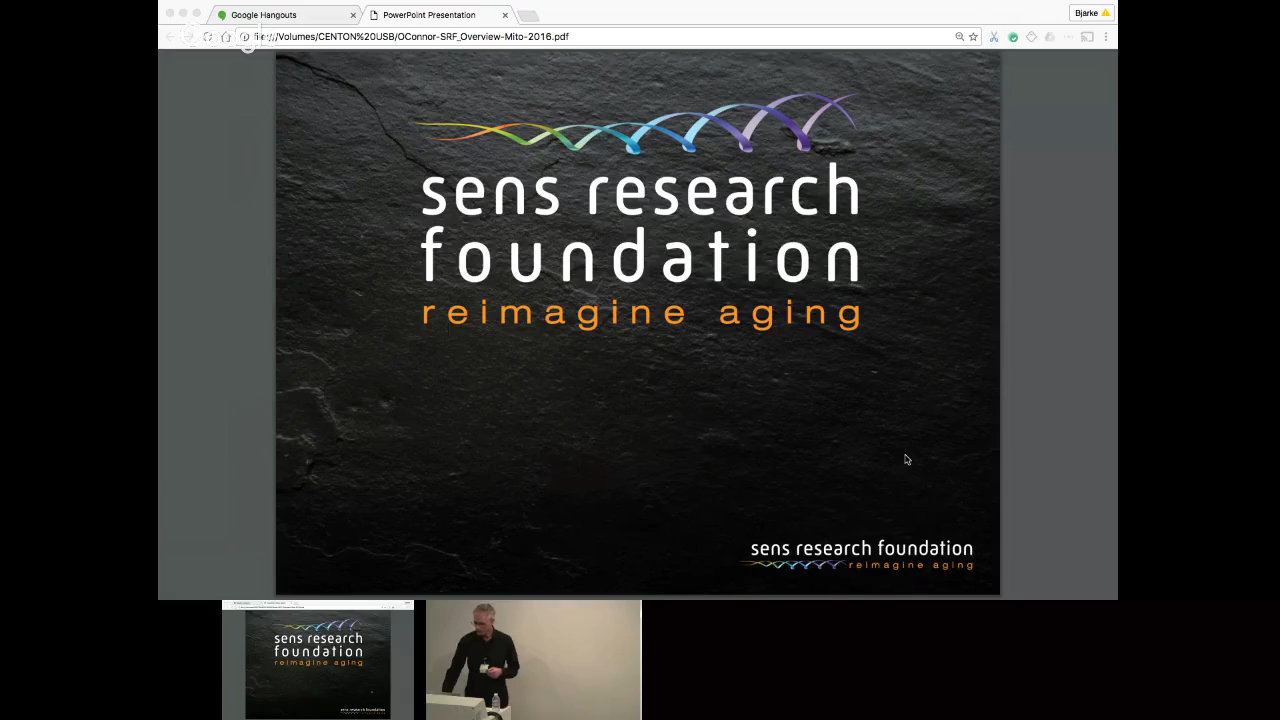 Google Hangouts
PowerPoint Presentation
Bjarke
/Volumes/CENTON%20USB/OConnor-SRF_Overview-Mito-2016.pdf
sens research
foundation
reimagine aging
sens research foundation
reimagine aging
sens research
foundation
reimagine aging